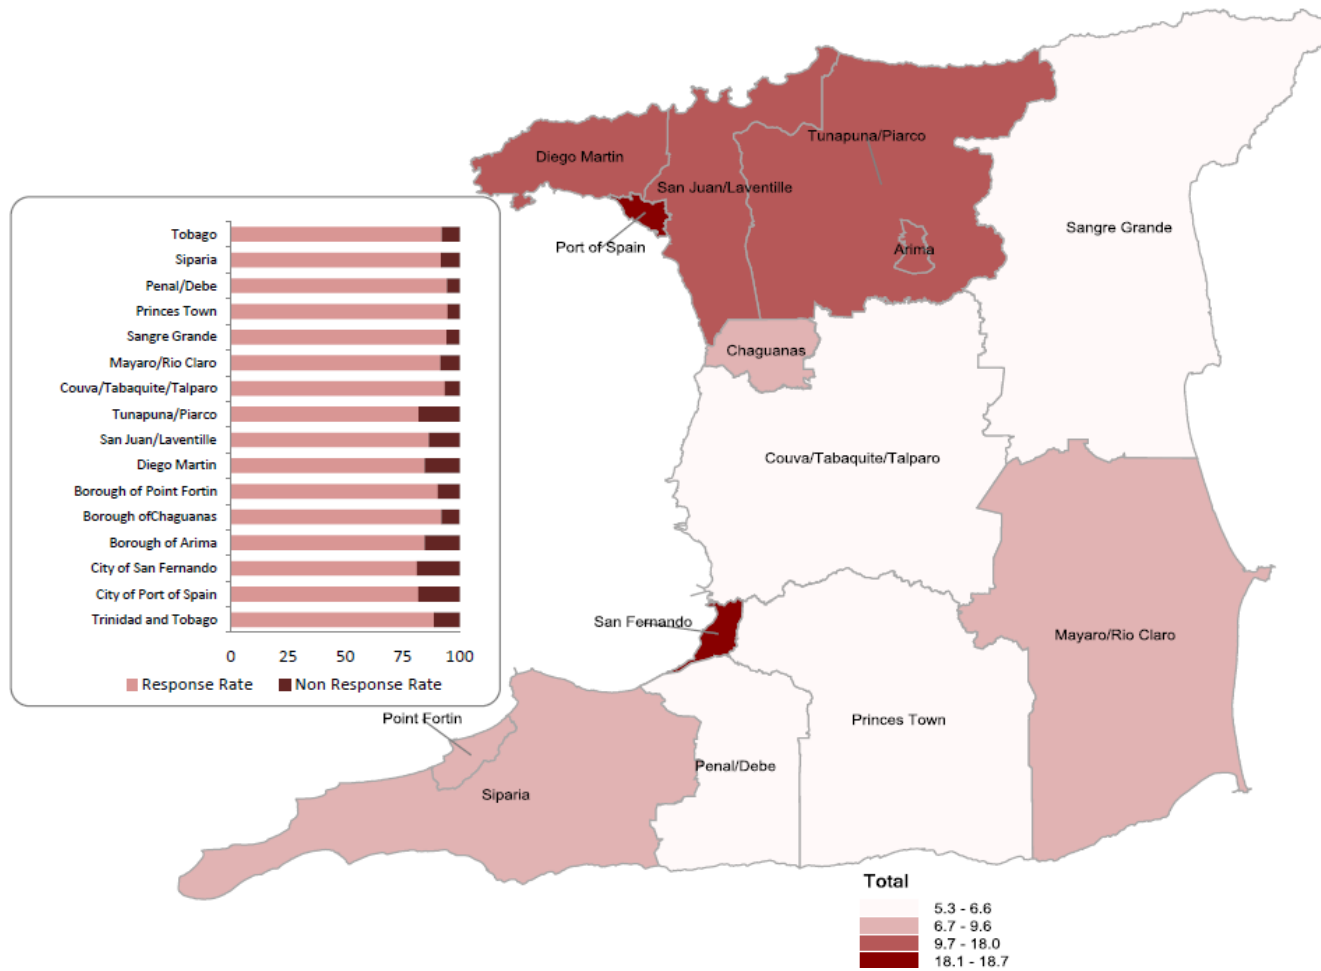 Diego Martin
Tunapuna/Piarco
San Juan/Laventille
Port of Spain
Arima
Sangre Grande
Chaguanas
Couva/Tabaquite/Talparo
San Fernando
Mayaro/Rio Claro
Princes Town
Point Fortin
Penal/Debe
Siparia
Tobago
Siparia
Penal/Debe
Princes Town
Sangre Grande
Mayaro/Rio Claro
Couva/Tabaquite/Talparo
Tunapuna/Piarco
San Juan/Laventille
Diego Martin
Borough of Point Fortin
Borough ofChaguanas
Borough of Arima
City of San Fernando
City of Port of Spain
Trinidad and Tobago
0 25 50 75 100
Response Rate Non Response Rate
Total
5.3 - 6.6
6.7 - 9.6
9.7 - 18.0
18.1 - 18.7